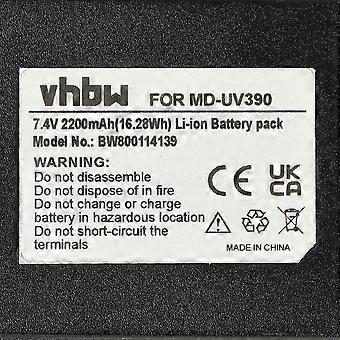 vhbw FOR MD-UV390
7.4V 2200mAh(16.28Wh) Li-ion Battery pack
Model No.: BW800114139
WARNING
Do not disassemble
Do not dispose of in fire
Do not change or charge battery
in hazardous locations
Do not short-circuit the
terminals
CE UK
CA
MADE IN CHINA